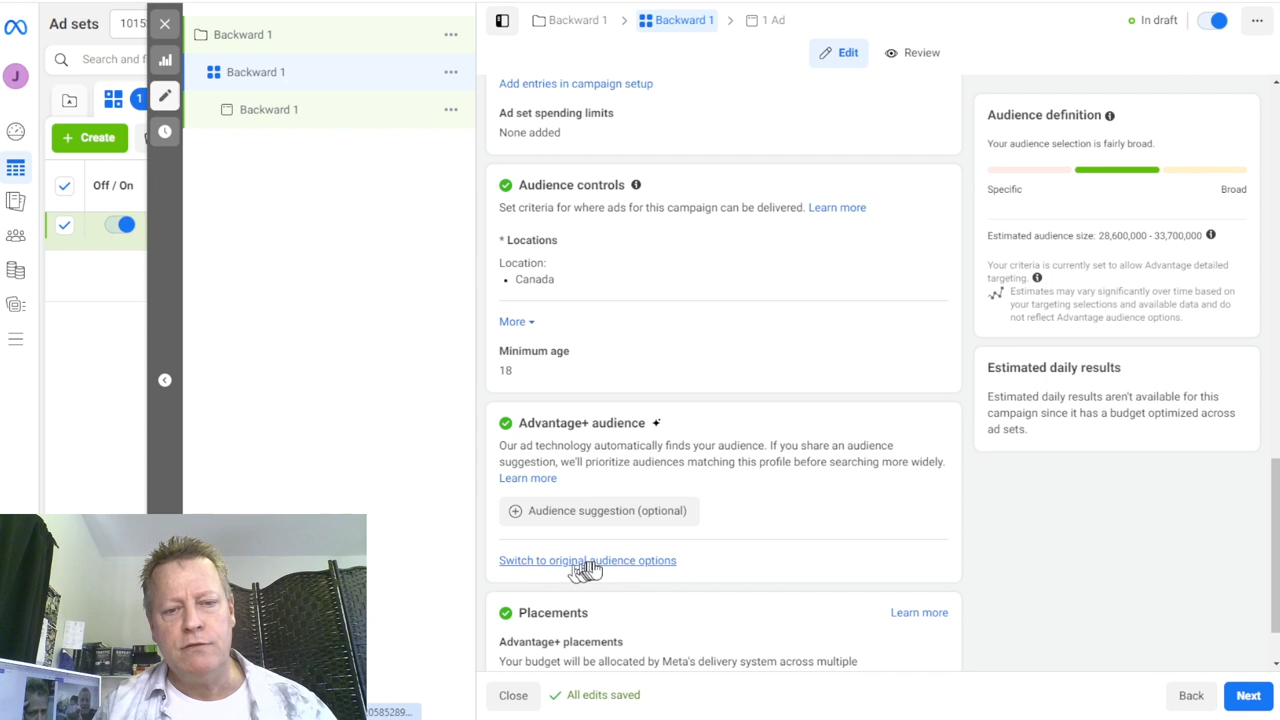 Ad sets
1015
Search and f
J
1
+ Create
Off / On
Backward 1
Backward 1
Backward 1
Backward 1
Backward 1
1 Ad
In draft
Edit
Review
Add entries in campaign setup
Ad set spending limits
None added
Audience controls
Set criteria for where ads for this campaign can be delivered. Learn more
* Locations
Location:
• Canada
More
Minimum age
18
Advantage+ audience
Our ad technology automatically finds your audience. If you share an audience
suggestion, we'll prioritize audiences matching this profile before searching more widely.
Learn more
Audience suggestion (optional)
Switch to original audience options
Placements
Learn more
Advantage+ placements
Your budget will be allocated by Meta's delivery system across multiple
Audience definition
Your audience selection is fairly broad.
Specific
Broad
Estimated audience size: 28,600,000 - 33,700,000
Your criteria is currently set to allow Advantage detailed
targeting.
Estimates may vary significantly over time based on
your targeting selections and available data and do
not reflect Advantage audience options.
Estimated daily results
Estimated daily results aren't available for this
campaign since it has a budget optimized across
ad sets.
Close
All edits saved
Back
Next
0585289...